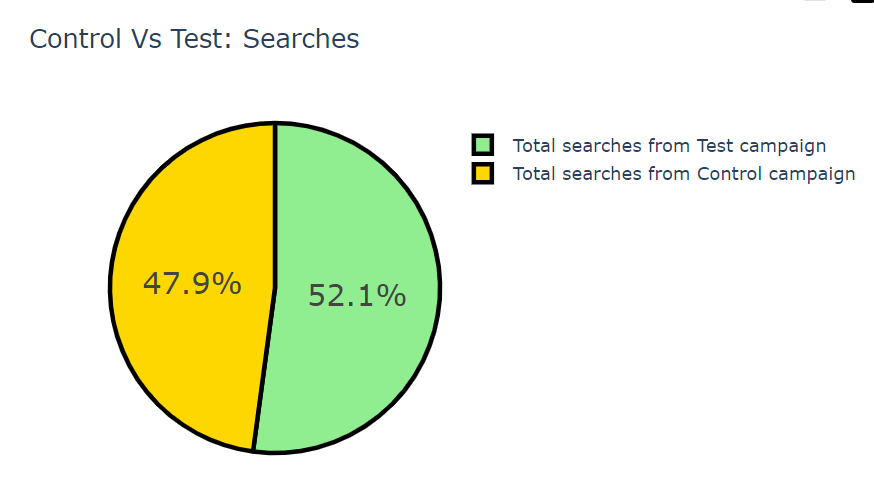 Control Vs Test: Searches
Total searches from Test campaign
Total searches from Control campaign
47.9%
52.1%